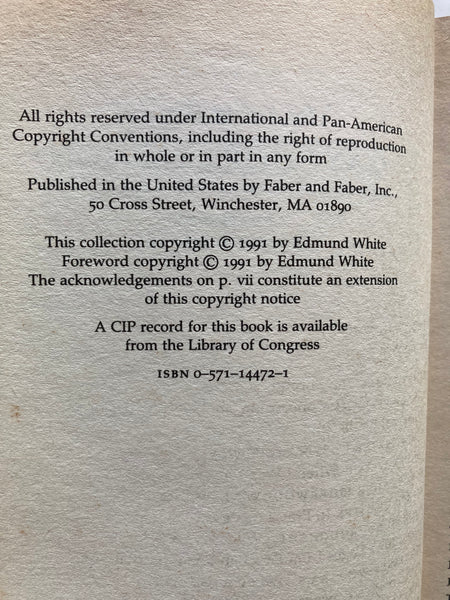 All rights reserved under International and Pan-American
Copyright Conventions, including the right of reproduction
in whole or in part in any form
Published in the United States by Faber and Faber, Inc.,
50 Cross Street, Winchester, MA 01890
This collection copyright © 1991 by Edmund White
Foreword copyright © 1991 by Edmund White
The acknowledgements on p. vii constitute an extension
of this copyright notice
A CIP record for this book is available
from the Library of Congress
ISBN 0–571–14472–1